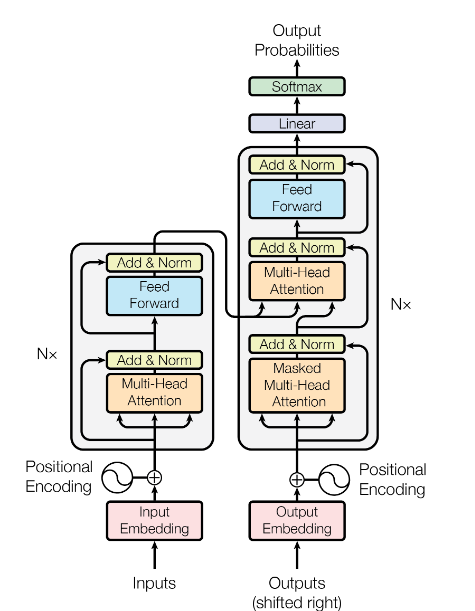 Output
Probabilities
Softmax
Linear
Add & Norm
Feed
Forward
Add & Norm
Multi-Head
Attention
Add & Norm
Masked
Multi-Head
Attention
N×
Add & Norm
Feed
Forward
Add & Norm
Multi-Head
Attention
N×
Positional
Encoding
Positional
Encoding
Input
Embedding
Output
Embedding
Inputs
Outputs
(shifted right)